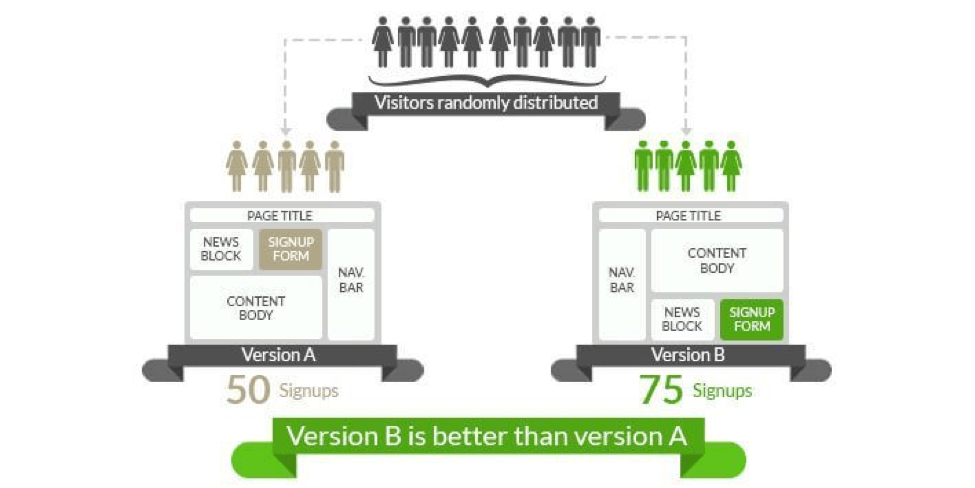 Visitors randomly distributed
PAGE TITLE
NEWS
BLOCK
SIGNUP
FORM
NAV.
BAR
CONTENT
BODY
Version A
50 Signups
PAGE TITLE
NAV.
BAR
CONTENT
BODY
NEWS
BLOCK
SIGNUP
FORM
Version B
75 Signups
Version B is better than version A